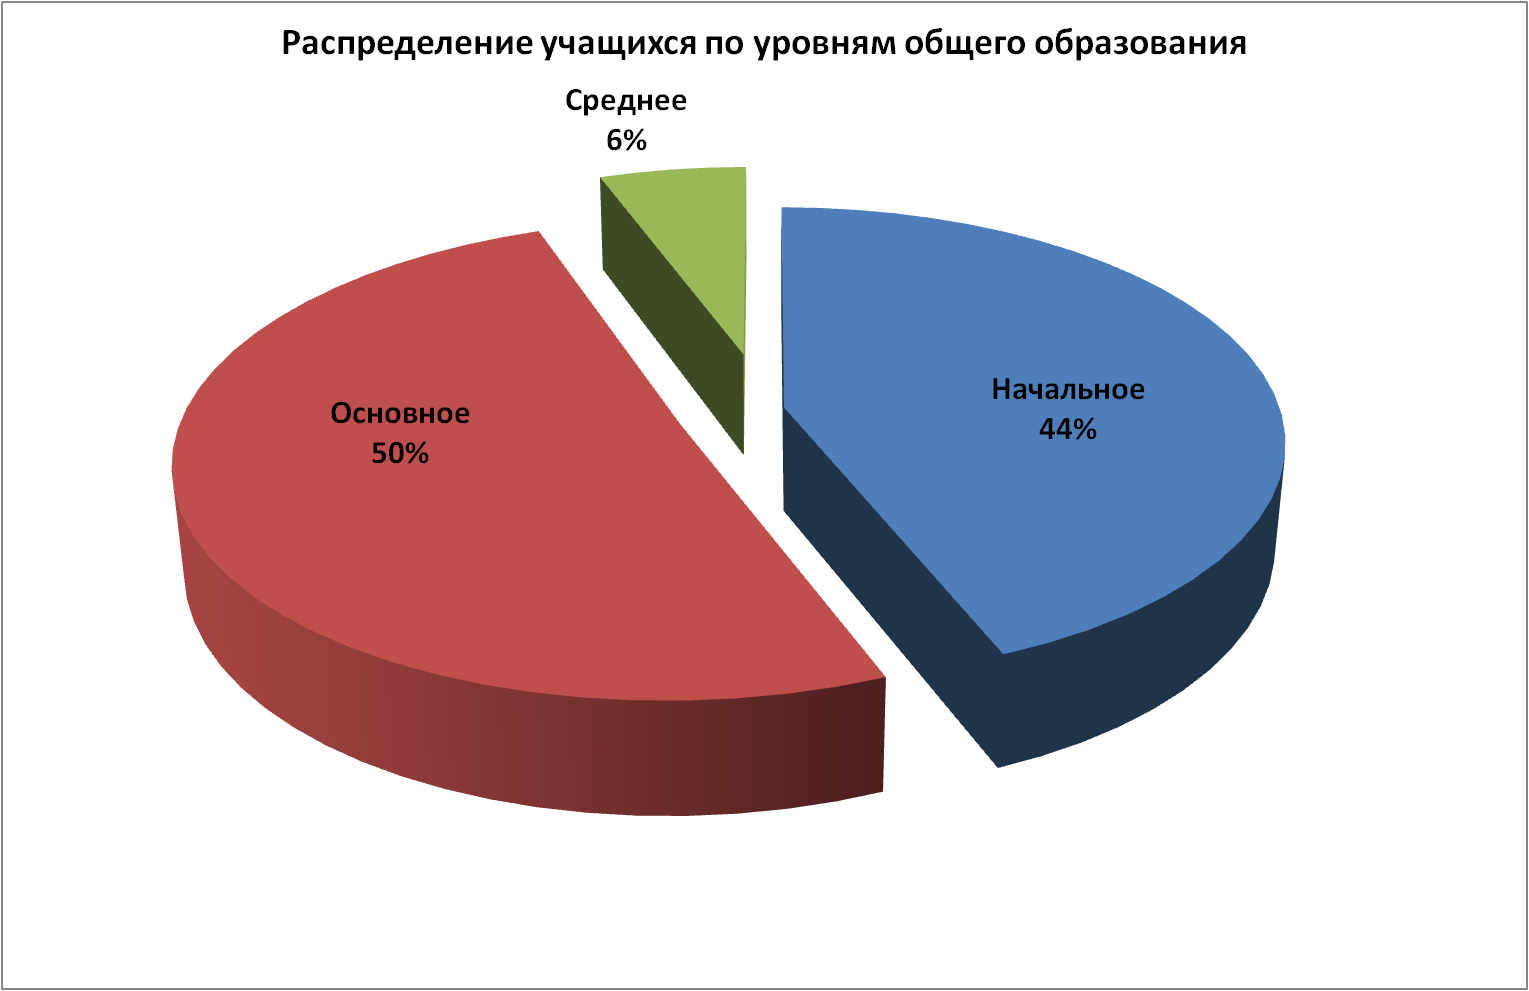 Распределение учащихся по уровням общего образования
Среднее
6%
Начальное
44%
Основное
50%